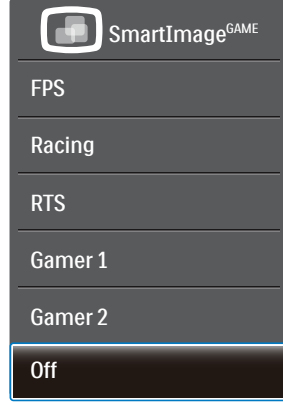 SmartImageGAME
FPS
Racing
RTS
Gamer 1
Gamer 2
Off